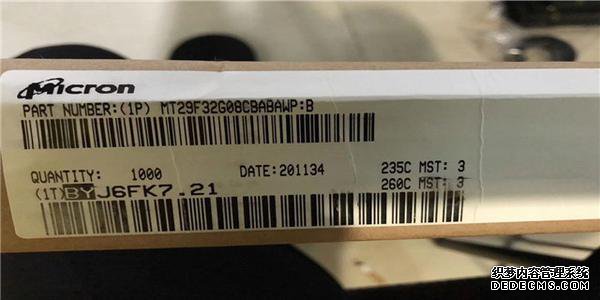 Micron
PART NUMBER:(1P) MT29F32G08CBABAWP:B
QUANTITY: 1000 DATE:201134 235C MST: 3
260C MST: 3
(1T)BYJ6FK7.21
织梦内容管理系统
DEDECMS.COM